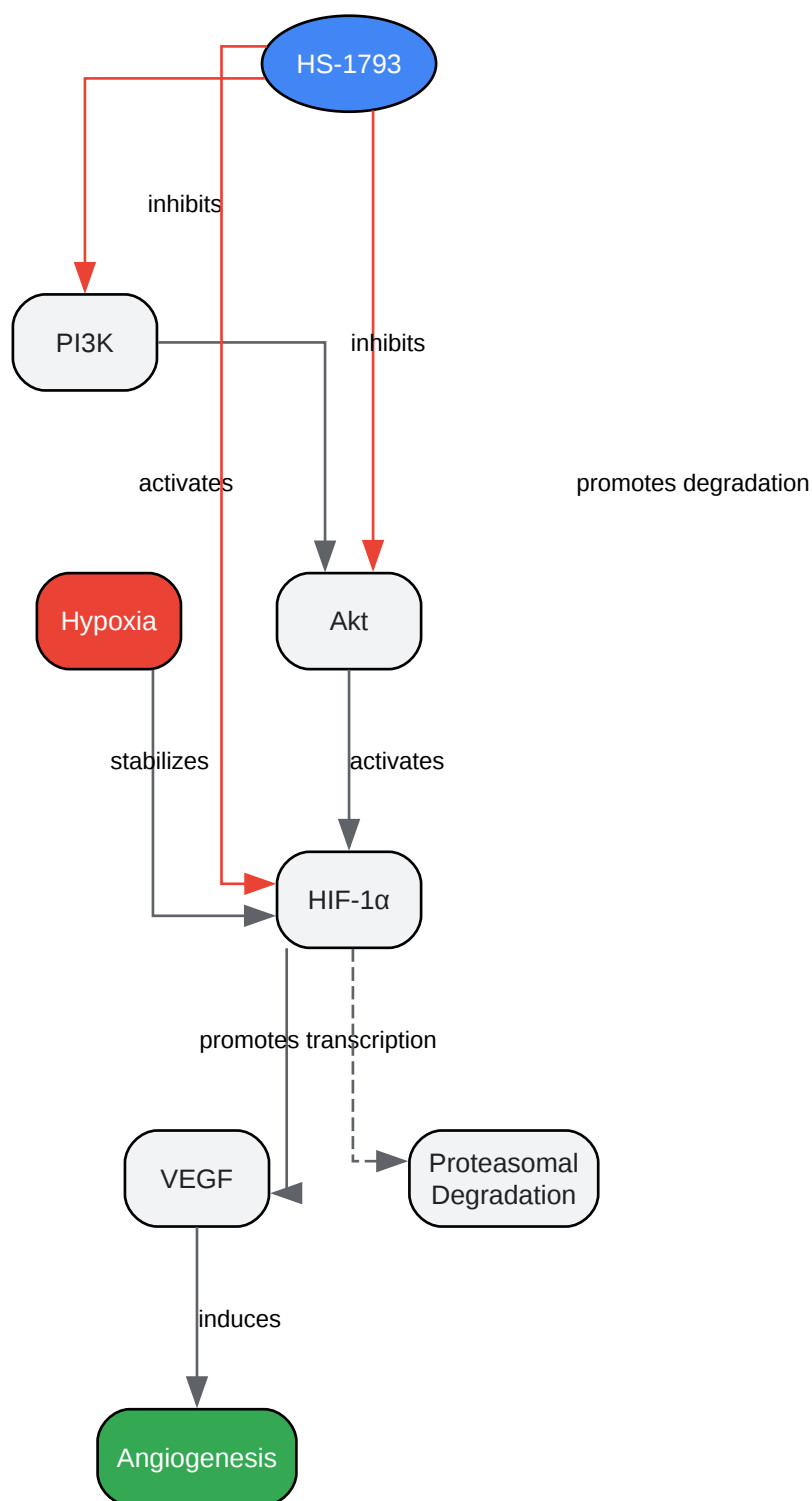 HS-1793
inhibits
PI3K
inhibits
activates
promotes degradation
Hypoxia
Akt
stabilizes
activates
HIF-1α
promotes transcription
VEGF
Proteasomal
Degradation
induces
Angiogenesis